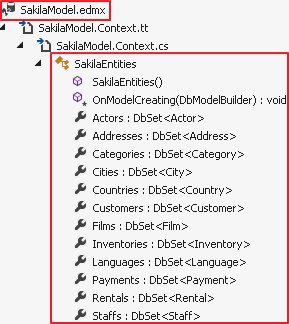 SakilaModel.edmx
SakilaModel.Context.tt
SakilaModel.Context.cs
SakilaEntities
SakilaEntities()
OnModelCreating(DbModelBuilder) : void
Actors : DbSet<Actor>
Addresses : DbSet<Address>
Categories : DbSet<Category>
Cities : DbSet<City>
Countries : DbSet<Country>
Customers : DbSet<Customer>
Films : DbSet<Film>
Inventories : DbSet<Inventory>
Languages : DbSet<Language>
Payments : DbSet<Payment>
Rentals : DbSet<Rental>
Staffs : DbSet<Staff>